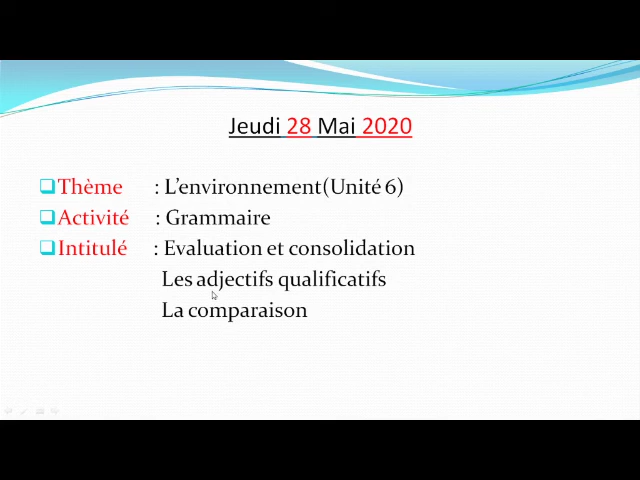 Jeudi 28 Mai 2020
Thème : L'environnement(Unité 6)
Activité : Grammaire
Intitulé : Evaluation et consolidation
Les adjectifs qualificatifs
La comparaison